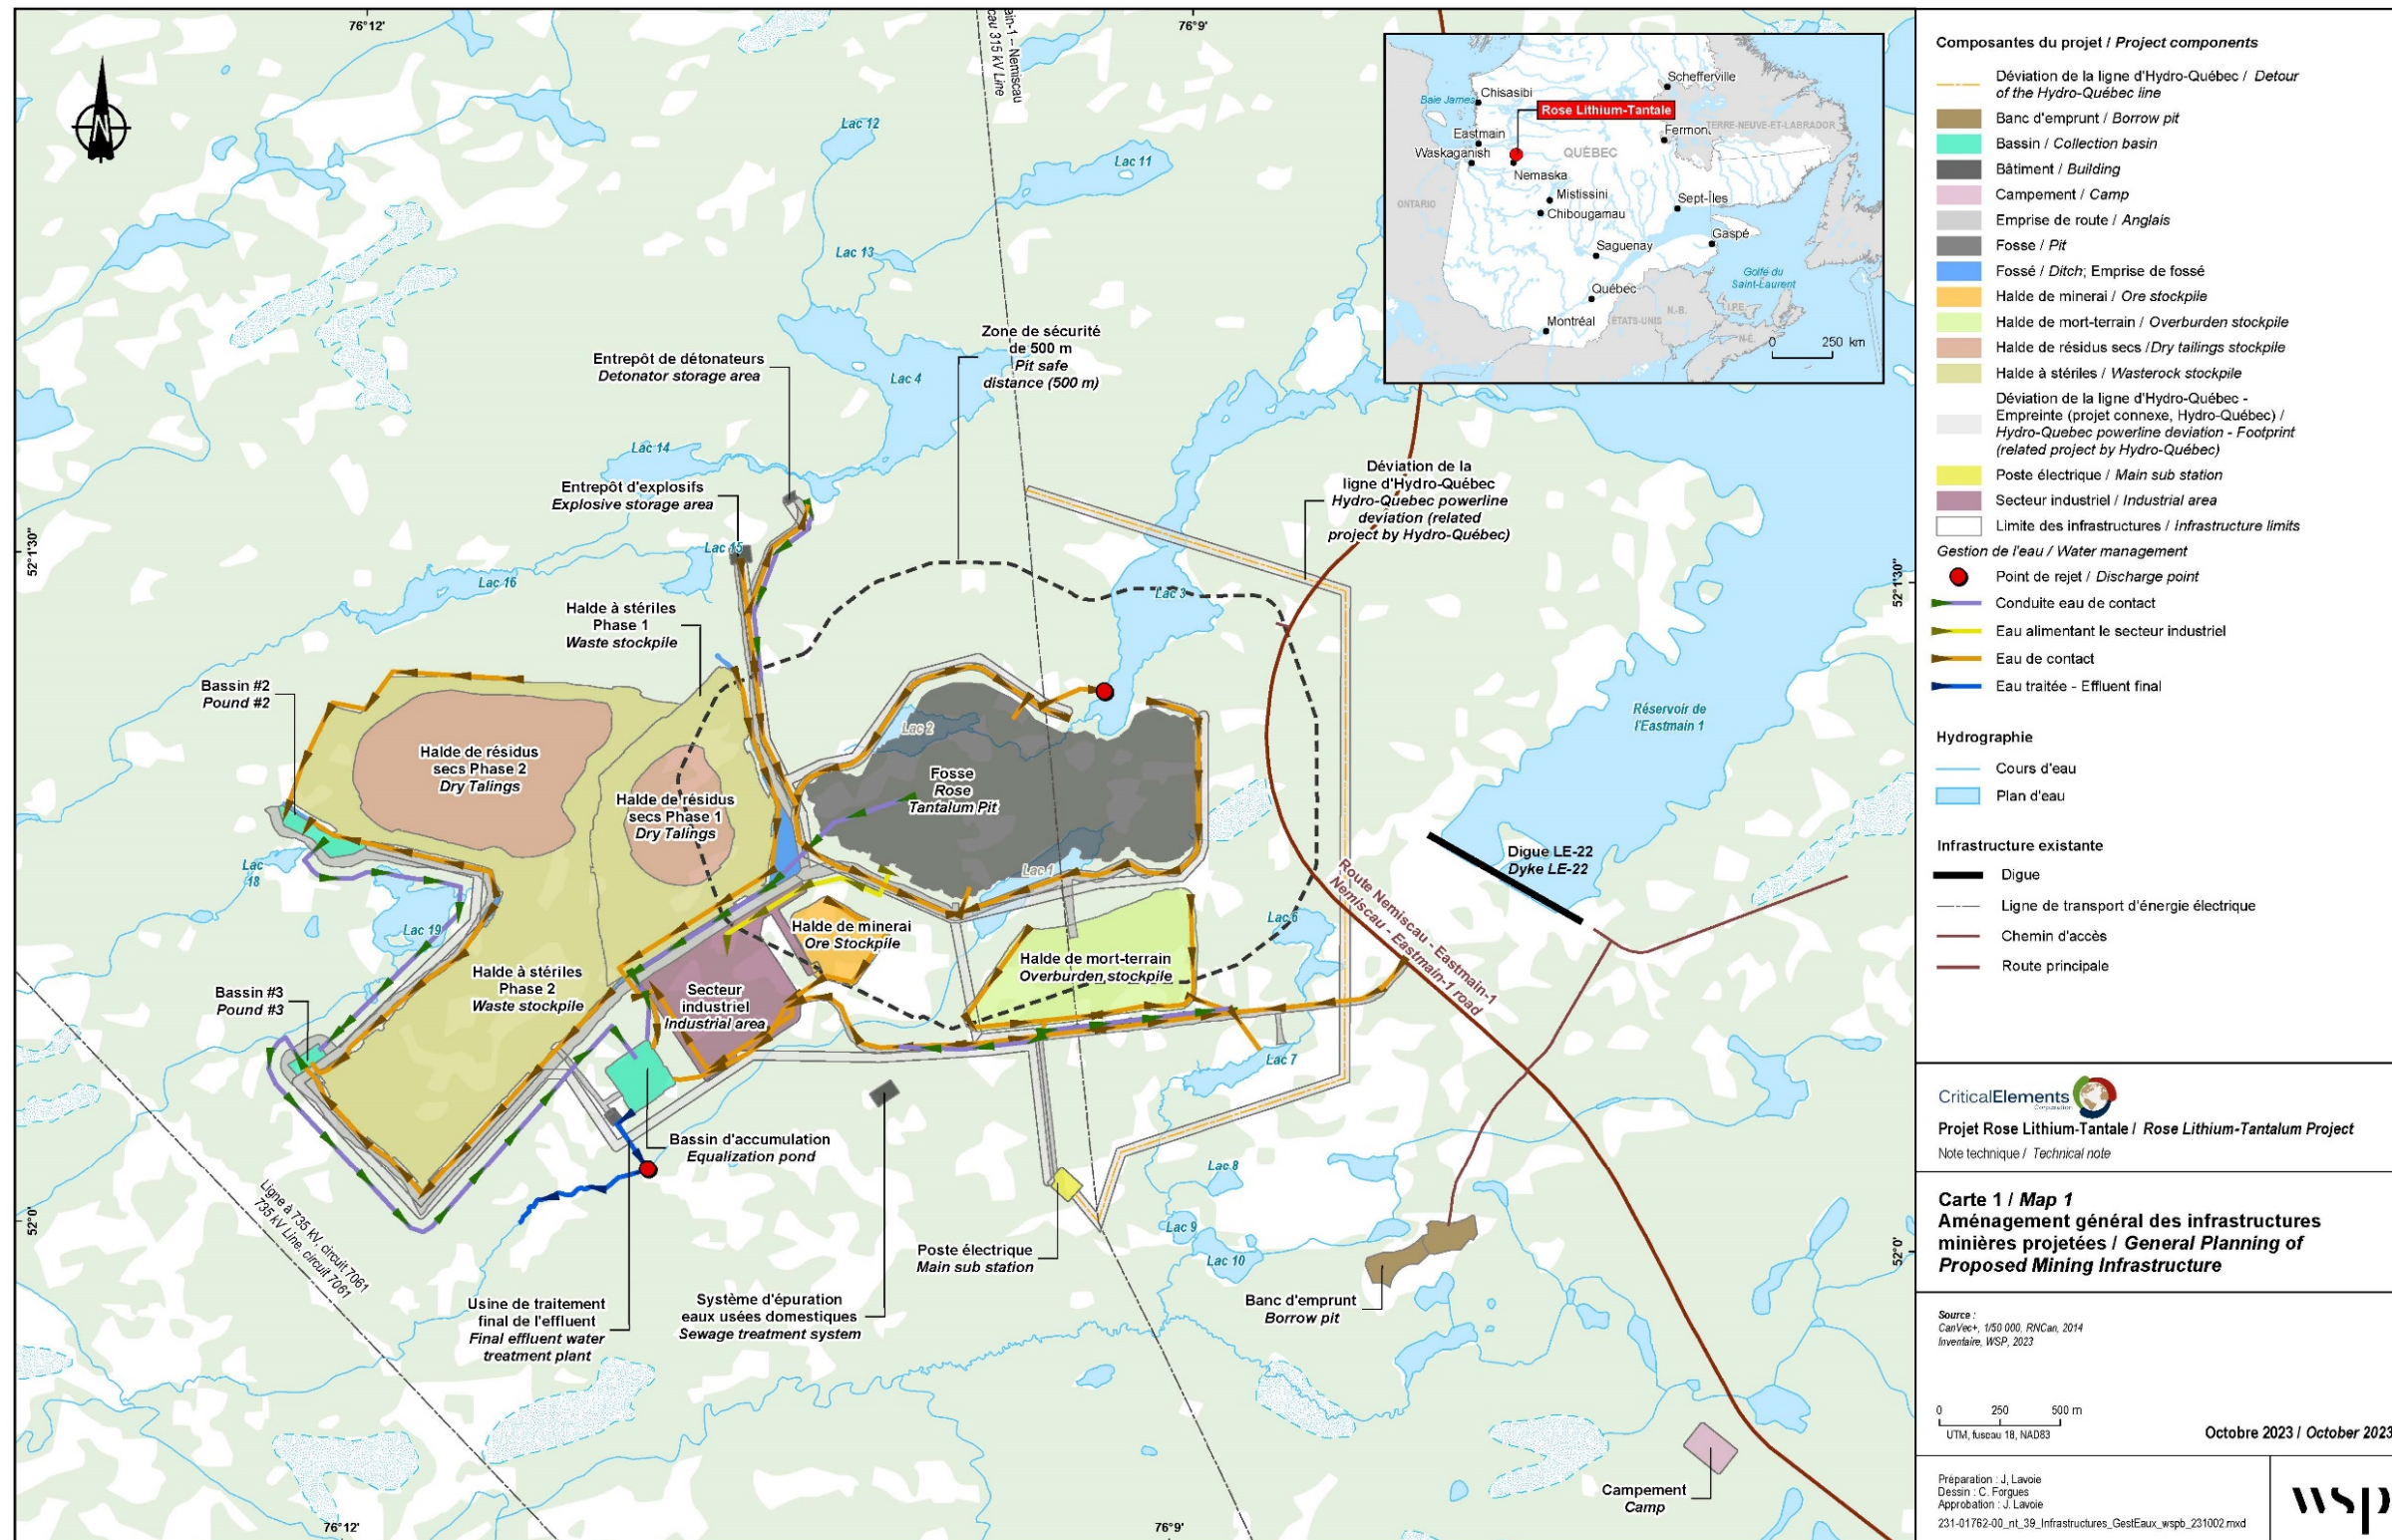 76°12'
76°9'
ain-1 – Nemiscau
cau 315 kV Line
Lac 12
Lac 11
Lac 13
Zone de sécurité
de 500 m
Pit safe
distance (500 m)
Entrepôt de détonateurs
Detonator storage area
Lac 4
Lac 14
Entrepôt d'explosifs
Explosive storage area
Déviation de la
ligne d'Hydro-Québec
Hydro-Quebec powerline
deviation (related
project by Hydro-Québec)
52°1'30"
52°1'30"
Lac 15
Lac 16
Lac 3
Halde à stériles
Phase 1
Waste stockpile
Bassin #2
Pound #2
Lac 2
Réservoir de
l'Eastmain 1
Halde de résidus
secs Phase 2
Dry Talings
Halde de résidus
secs Phase 1
Dry Talings
Fosse
Rose
Tantalum Pit
Lac
18
Lac 1
Digue LE-22
Dyke LE-22
Route Nemiscau - Eastmain-1
Nemiscau - Eastmain-1 road
Lac 19
Lac 6
Halde de minerai
Ore Stockpile
Halde de mort-terrain
Overburden stockpile
Halde à stériles
Phase 2
Waste stockpile
Secteur
industriel
Industrial area
Bassin #3
Pound #3
Lac 7
Bassin d'accumulation
Equalization pond
Lac 8
Lac 9
Lac 10
52°0'
52°0'
Ligne à 735 kV, circuit 7061
735 kV Line. circuit 7061
Poste électrique
Main sub station
Usine de traitement
final de l'effluent
Final effluent water
treatment plant
Système d'épuration
eaux usées domestiques
Sewage treatment system
Banc d'emprunt
Borrow pit
Campement
Camp
76°12'
76°9'
Schefferville
Baie James
Chisasibi
Rose Lithium-Tantale
Eastmain
Fermont
TERRE-NEUVE-ET-LABRADOR
Waskaganish
QUÉBEC
Nemaska
Mistissini
Sept-Îles
ONTARIO
Chibougamau
Gaspé
Saguenay
Golfe du
Saint-Laurent
Québec
N.-B.
Î.P.E.
Montréal
ÉTATS-UNIS
N.-É.
0 250 km
Composantes du projet / Project components
Déviation de la ligne d'Hydro-Québec / Detour
of the Hydro-Québec line
Banc d'emprunt / Borrow pit
Bassin / Collection basin
Bâtiment / Building
Campement / Camp
Emprise de route / Anglais
Fosse / Pit
Fossé / Ditch; Emprise de fossé
Halde de minerai / Ore stockpile
Halde de mort-terrain / Overburden stockpile
Halde de résidus secs /Dry tailings stockpile
Halde à stériles / Wasterock stockpile
Déviation de la ligne d'Hydro-Québec -
Empreinte (projet connexe, Hydro-Québec) /
Hydro-Quebec powerline deviation - Footprint
(related project by Hydro-Québec)
Poste électrique / Main sub station
Secteur industriel / Industrial area
Limite des infrastructures / Infrastructure limits
Gestion de l'eau / Water management
Point de rejet / Discharge point
Conduite eau de contact
Eau alimentant le secteur industriel
Eau de contact
Eau traitée - Effluent final
Hydrographie
Cours d'eau
Plan d'eau
Infrastructure existante
Digue
Ligne de transport d'énergie électrique
Chemin d'accès
Route principale
CriticalElements
Corporation
Projet Rose Lithium-Tantale / Rose Lithium-Tantalum Project
Note technique / Technical note
Carte 1 / Map 1
Aménagement général des infrastructures
minières projetées / General Planning of
Proposed Mining Infrastructure
Source :
CanVec+, 1/50 000, RNCan, 2014
Inventaire, WSP, 2023
0 250 500 m
UTM, fuseau 18, NAD83
Octobre 2023 / October 2023
Préparation : J. Lavoie
Dessin : C. Forgues
Approbation : J. Lavoie
231-01762-00_nt_39_Infrastructures_GestEaux_wspb_231002.mxd
wsp
N